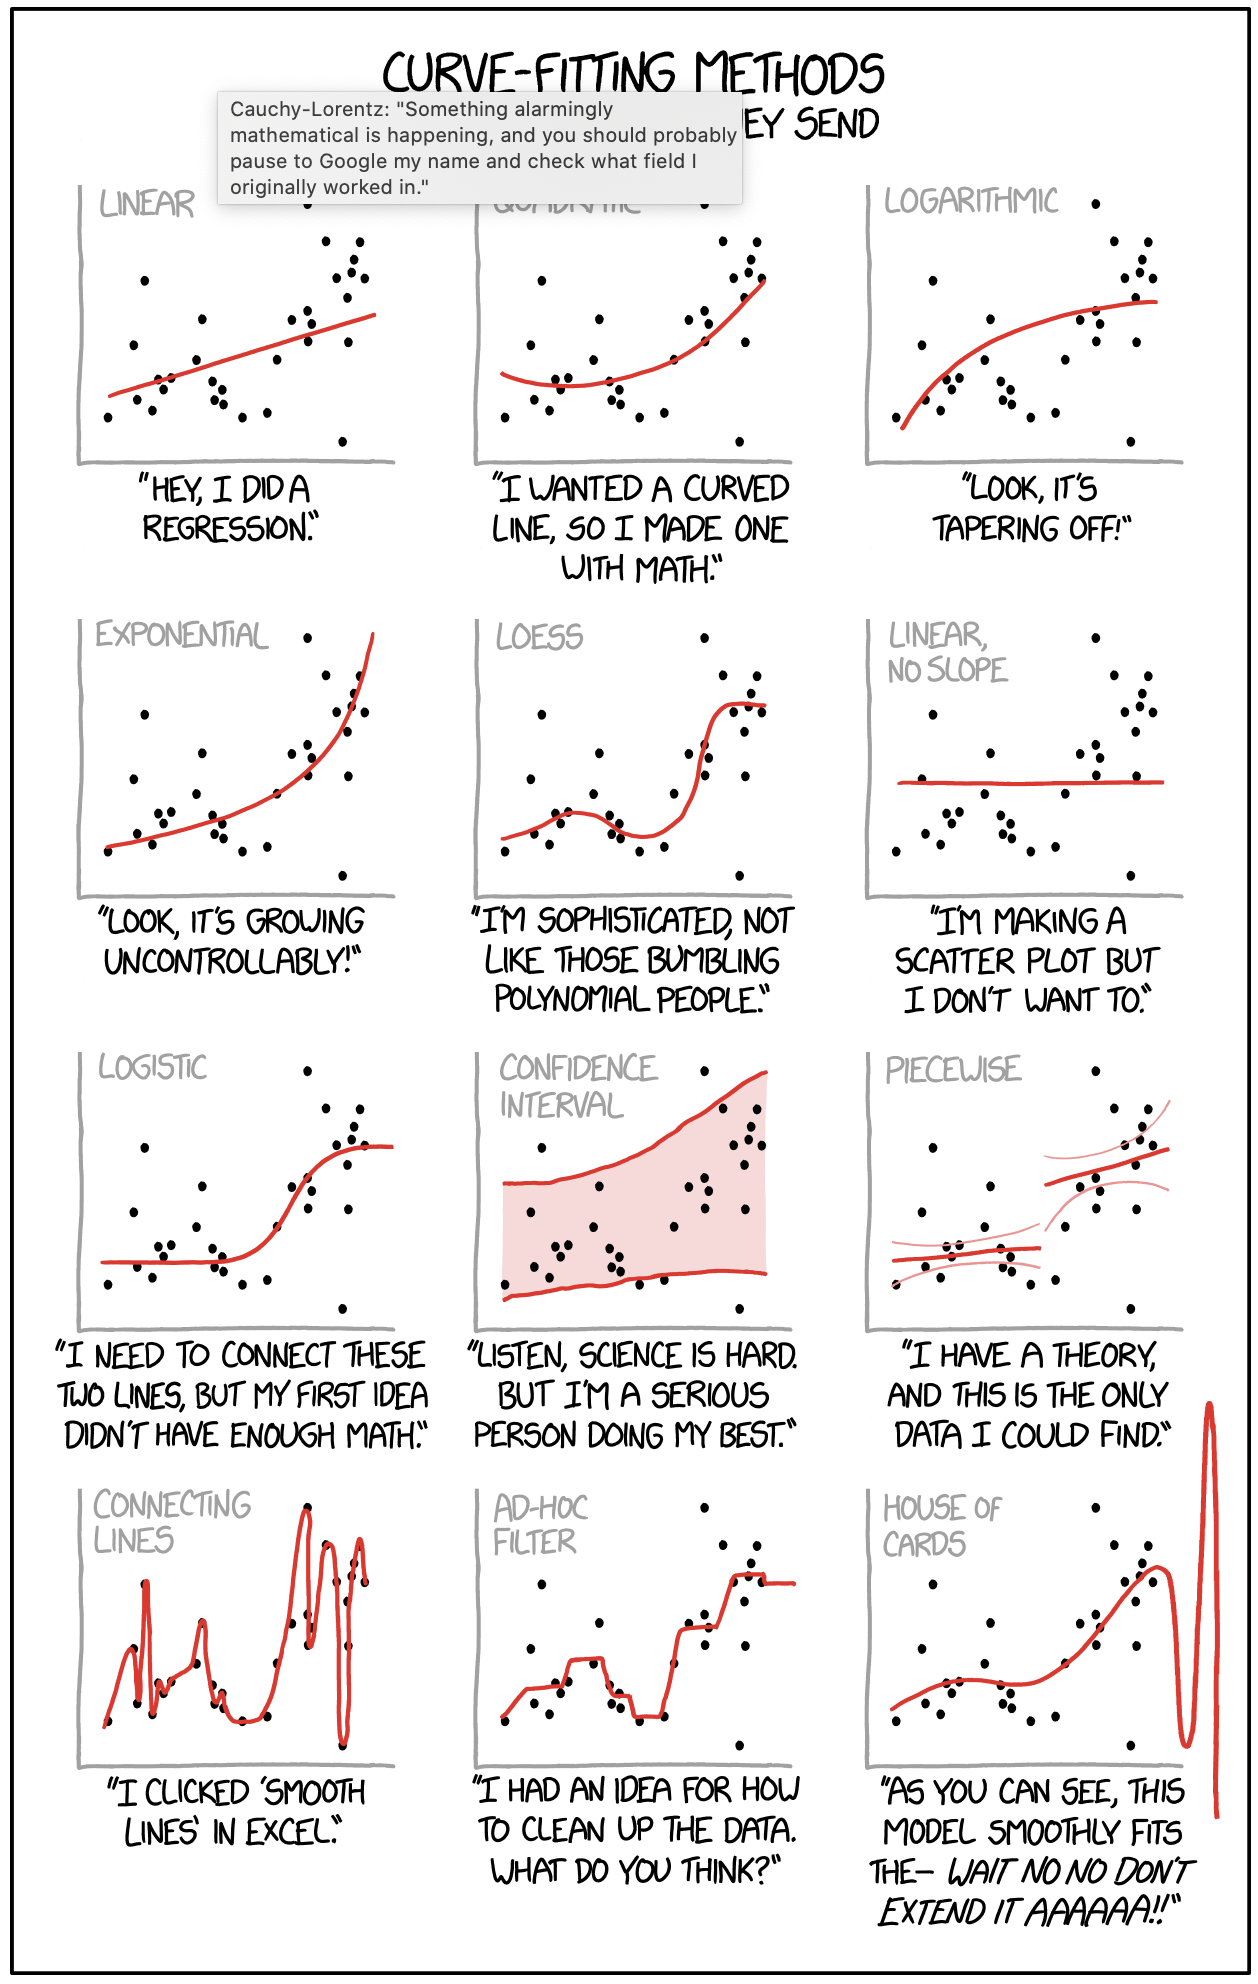 CURVE-FITTING METHODS
Cauchy-Lorentz: "Something alarmingly
mathematical is happening, and you should probably
pause to Google my name and check what field I
originally worked in."
SEND
LINEAR
LOGARITHMIC
"HEY, I DID A
REGRESSION."
"I WANTED A CURVED
LINE, SO I MADE ONE
WITH MATH."
"LOOK, IT'S
TAPERING OFF!"
EXPONENTIAL
LOESS
LINEAR,
NO SLOPE
"LOOK, IT'S GROWING
UNCONTROLLABLY!"
"I'M SOPHISTICATED, NOT
LIKE THOSE BUMBLING
POLYNOMIAL PEOPLE."
"I'M MAKING A
SCATTER PLOT BUT
I DON'T WANT TO."
LOGISTIC
CONFIDENCE
INTERVAL
PIECEWISE
"I NEED TO CONNECT THESE
TWO LINES, BUT MY FIRST IDEA
DIDN'T HAVE ENOUGH MATH."
"LISTEN, SCIENCE IS HARD.
BUT I'M A SERIOUS
PERSON DOING MY BEST."
"I HAVE A THEORY,
AND THIS IS THE ONLY
DATA I COULD FIND."
CONNECTING
LINES
AD-HOC
FILTER
HOUSE OF
CARDS
"I CLICKED 'SMOOTH
LINES' IN EXCEL."
"I HAD AN IDEA FOR HOW
TO CLEAN UP THE DATA.
WHAT DO YOU THINK?"
"AS YOU CAN SEE, THIS
MODEL SMOOTHLY FITS
THE— WAIT NO NO DON'T
EXTEND IT AAAAAA!!"